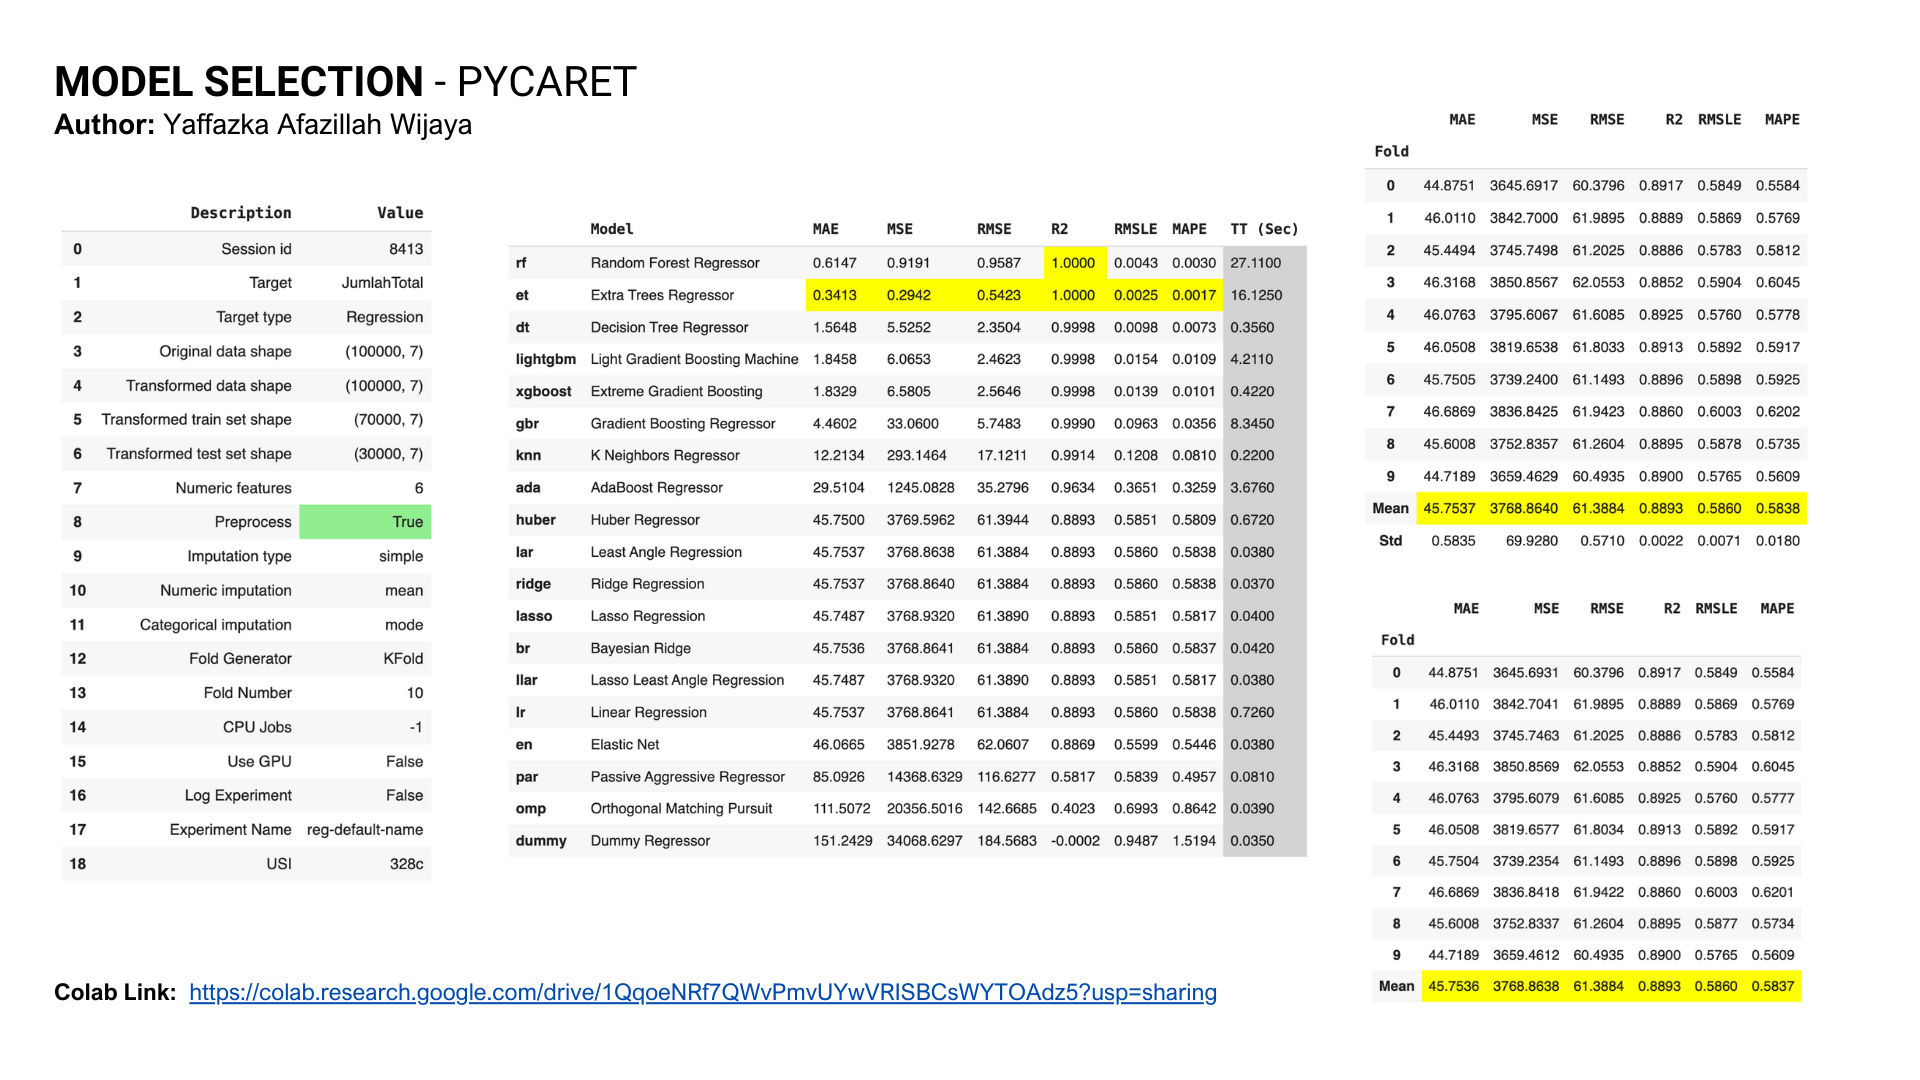 MODEL SELECTION - PYCARET
Author: Yaffazka Afazillah Wijaya
Description Value
0 Session id 8413
1 Target JumlahTotal
2 Target type Regression
3 Original data shape (100000, 7)
4 Transformed data shape (100000, 7)
5 Transformed train set shape (70000, 7)
6 Transformed test set shape (30000, 7)
7 Numeric features 6
8 Preprocess True
9 Imputation type simple
10 Numeric imputation mean
11 Categorical imputation mode
12 Fold Generator KFold
13 Fold Number 10
14 CPU Jobs -1
15 Use GPU False
16 Log Experiment False
17 Experiment Name reg-default-name
18 USI 328c
Model MAE MSE RMSE R2 RMSLE MAPE TT (Sec)
rf Random Forest Regressor 0.6147 0.9191 0.9587 1.0000 0.0043 0.0030 27.1100
et Extra Trees Regressor 0.3413 0.2942 0.5423 1.0000 0.0025 0.0017 16.1250
dt Decision Tree Regressor 1.5648 5.5252 2.3504 0.9998 0.0098 0.0073 0.3560
lightgbm Light Gradient Boosting Machine 1.8458 6.0653 2.4623 0.9998 0.0154 0.0109 4.2110
xgboost Extreme Gradient Boosting 1.8329 6.5805 2.5646 0.9998 0.0139 0.0101 0.4220
gbr Gradient Boosting Regressor 4.4602 33.0600 5.7483 0.9990 0.0963 0.0356 8.3450
knn K Neighbors Regressor 12.2134 293.1464 17.1211 0.9914 0.1208 0.0810 0.2200
ada AdaBoost Regressor 29.5104 1245.0828 35.2796 0.9634 0.3651 0.3259 3.6760
huber Huber Regressor 45.7500 3769.5962 61.3944 0.8893 0.5851 0.5809 0.6720
lar Least Angle Regression 45.7537 3768.8638 61.3884 0.8893 0.5860 0.5838 0.0380
ridge Ridge Regression 45.7537 3768.8640 61.3884 0.8893 0.5860 0.5838 0.0370
lasso Lasso Regression 45.7487 3768.9320 61.3890 0.8893 0.5851 0.5817 0.0400
br Bayesian Ridge 45.7536 3768.8641 61.3884 0.8893 0.5860 0.5837 0.0420
llar Lasso Least Angle Regression 45.7487 3768.9320 61.3890 0.8893 0.5851 0.5817 0.0380
lr Linear Regression 45.7537 3768.8641 61.3884 0.8893 0.5860 0.5838 0.7260
en Elastic Net 46.0665 3851.9278 62.0607 0.8869 0.5599 0.5446 0.0380
par Passive Aggressive Regressor 85.0926 14368.6329 116.6277 0.5817 0.5839 0.4957 0.0810
omp Orthogonal Matching Pursuit 111.5072 20356.5016 142.6685 0.4023 0.6993 0.8642 0.0390
dummy Dummy Regressor 151.2429 34068.6297 184.5683 -0.0002 0.9487 1.5194 0.0350
MAE MSE RMSE R2 RMSLE MAPE
Fold
0 44.8751 3645.6917 60.3796 0.8917 0.5849 0.5584
1 46.0110 3842.7000 61.9895 0.8889 0.5869 0.5769
2 45.4494 3745.7498 61.2025 0.8886 0.5783 0.5812
3 46.3168 3850.8567 62.0553 0.8852 0.5904 0.6045
4 46.0763 3795.6067 61.6085 0.8925 0.5760 0.5778
5 46.0508 3819.6538 61.8033 0.8913 0.5892 0.5917
6 45.7505 3739.2400 61.1493 0.8896 0.5898 0.5925
7 46.6869 3836.8425 61.9423 0.8860 0.6003 0.6202
8 45.6008 3752.8357 61.2604 0.8895 0.5878 0.5735
9 44.7189 3659.4629 60.4935 0.8900 0.5765 0.5609
Mean 45.7537 3768.8640 61.3884 0.8893 0.5860 0.5838
Std 0.5835 69.9280 0.5710 0.0022 0.0071 0.0180
MAE MSE RMSE R2 RMSLE MAPE
Fold
0 44.8751 3645.6931 60.3796 0.8917 0.5849 0.5584
1 46.0110 3842.7041 61.9895 0.8889 0.5869 0.5769
2 45.4493 3745.7463 61.2025 0.8886 0.5783 0.5812
3 46.3168 3850.8569 62.0553 0.8852 0.5904 0.6045
4 46.0763 3795.6079 61.6085 0.8925 0.5760 0.5777
5 46.0508 3819.6577 61.8034 0.8913 0.5892 0.5917
6 45.7504 3739.2354 61.1493 0.8896 0.5898 0.5925
7 46.6869 3836.8418 61.9422 0.8860 0.6003 0.6201
8 45.6008 3752.8337 61.2604 0.8895 0.5877 0.5734
9 44.7189 3659.4612 60.4935 0.8900 0.5765 0.5609
Mean 45.7536 3768.8638 61.3884 0.8893 0.5860 0.5837
Colab Link: https://colab.research.google.com/drive/1QqoeNRf7QWvPmvUYwVRISBCsWYTOAdz5?usp=sharing